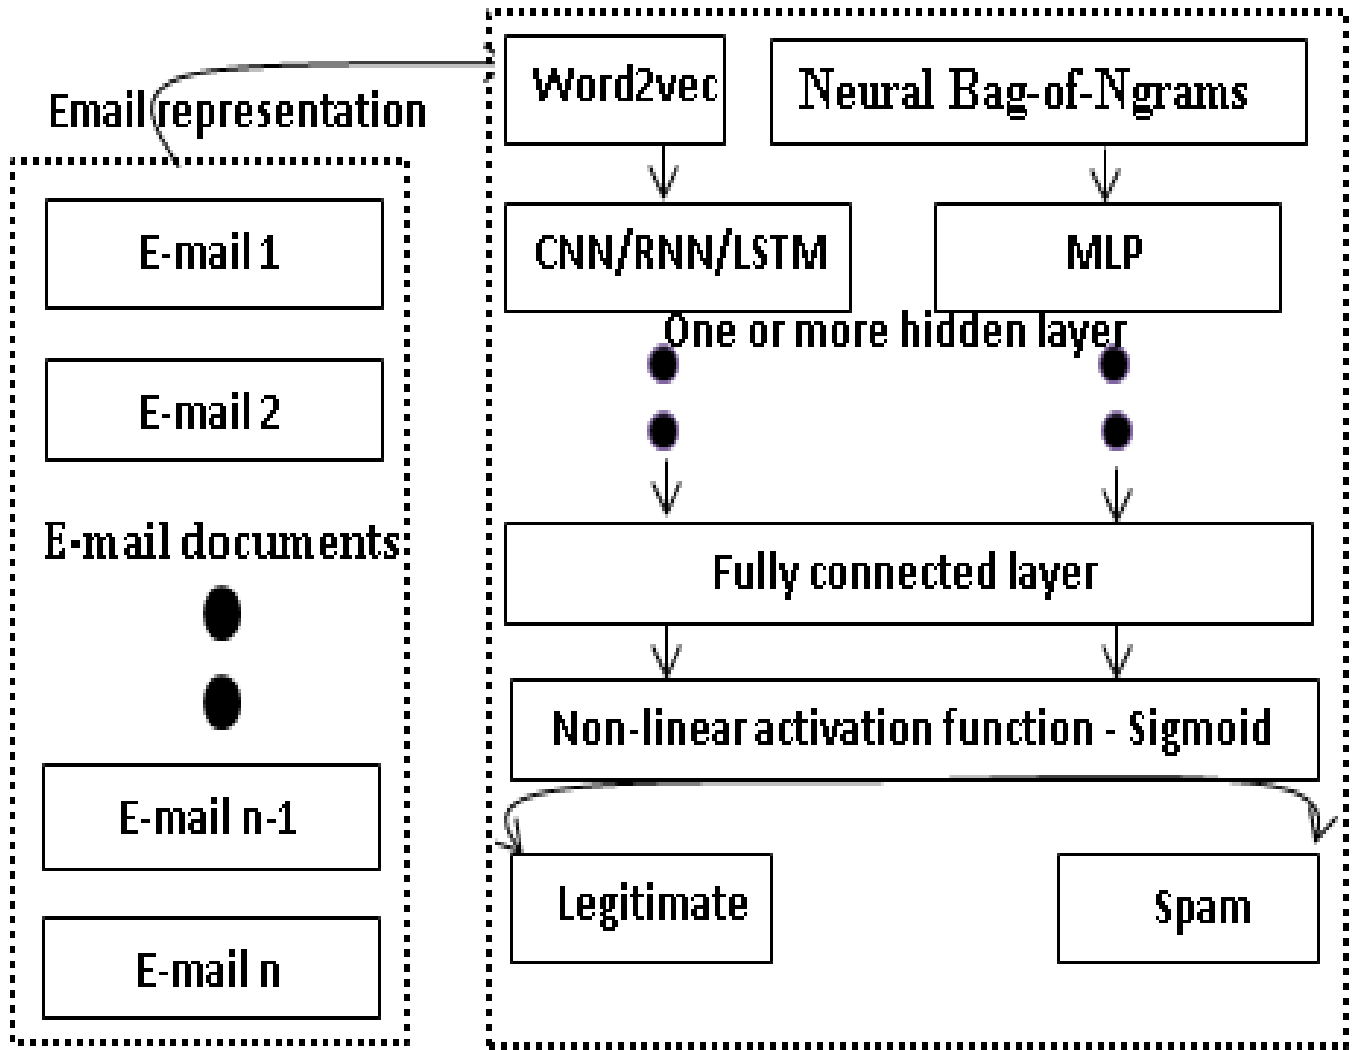 Email representation
E-mail 1
E-mail 2
E-mail documents
E-mail n-1
E-mail n
Word2vec
Neural Bag-of-Ngrams
CNN/RNN/LSTM
MLP
One or more hidden layer
Fully connected layer
Non-linear activation function - Sigmoid
Legitimate
Spam